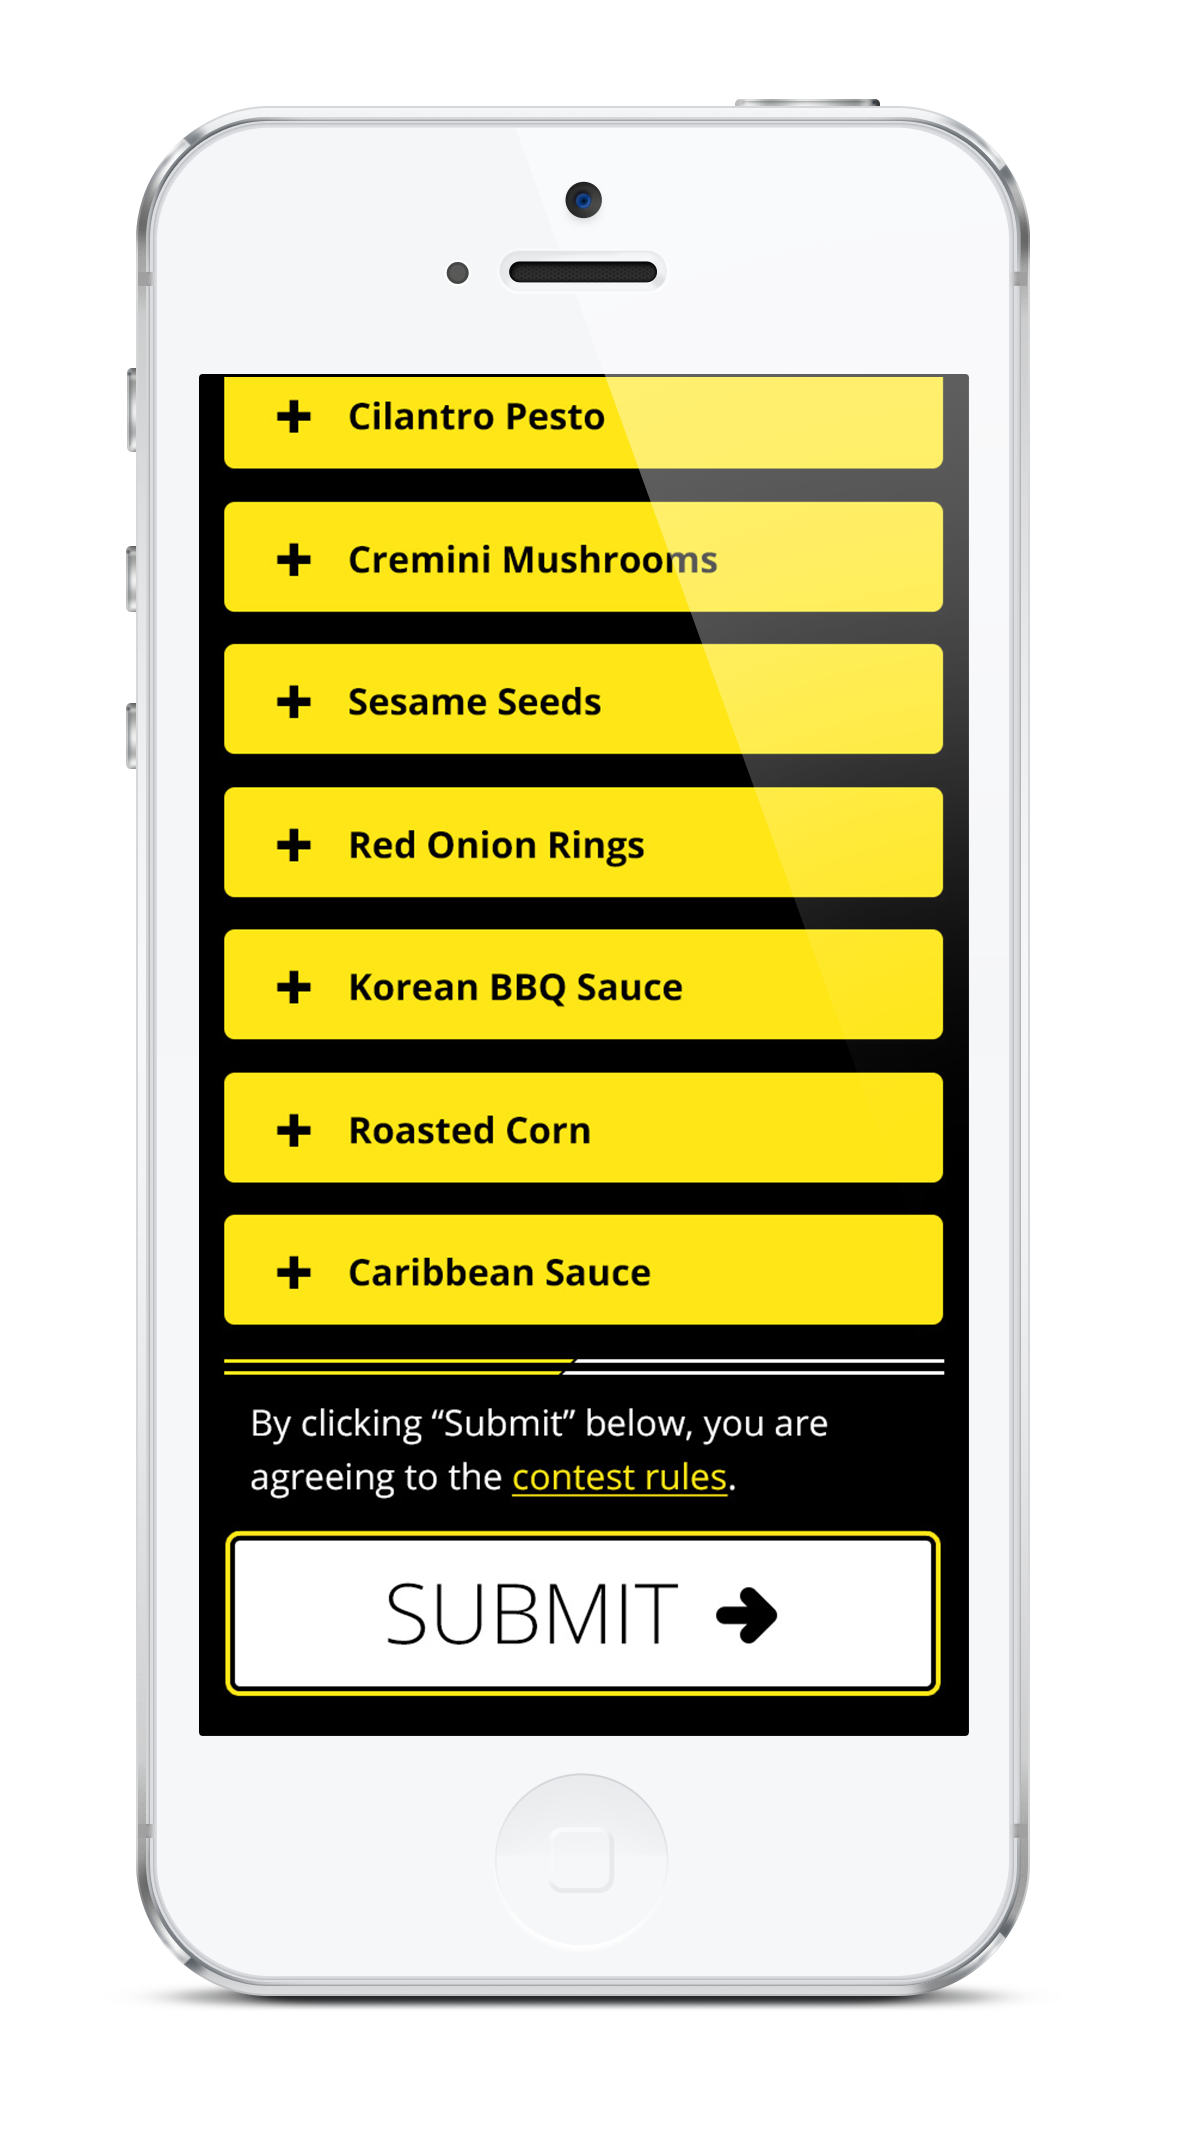 Cilantro Pesto
Cremini Mushrooms
Sesame Seeds
Red Onion Rings
Korean BBQ Sauce
Roasted Corn
Caribbean Sauce
By clicking “Submit” below, you are
agreeing to the contest rules.
SUBMIT